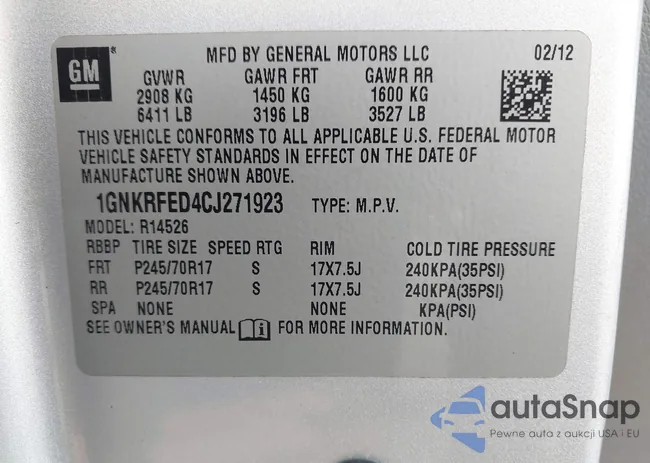 GM
MFD BY GENERAL MOTORS LLC 02/12
GVWR GAWR FRT GAWR RR
2908 KG 1450 KG 1600 KG
6411 LB 3196 LB 3527 LB
THIS VEHICLE CONFORMS TO ALL APPLICABLE U.S. FEDERAL MOTOR
VEHICLE SAFETY STANDARDS IN EFFECT ON THE DATE OF
MANUFACTURE SHOWN ABOVE.
1GNKRFED4CJ271923 TYPE: M.P.V.
MODEL: R14526
RBBP TIRE SIZE SPEED RTG RIM COLD TIRE PRESSURE
FRT P245/70R17 S 17X7.5J 240KPA(35PSI)
RR P245/70R17 S 17X7.5J 240KPA(35PSI)
SPA NONE NONE KPA(PSI)
SEE OWNER'S MANUAL i FOR MORE INFORMATION.
autaSnap
Pewne auta z aukcji USA i EU